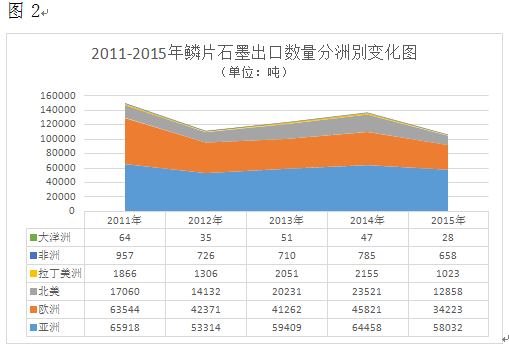 图 2
2011-2015年鳞片石墨出口数量分洲别变化图
（单位：吨）
160000
140000
120000
100000
80000
60000
40000
20000
0
2011年 2012年 2013年 2014年 2015年
大洋洲 64 35 51 47 28
非洲 957 726 710 785 658
拉丁美洲 1866 1306 2051 2155 1023
北美 17060 14132 20231 23521 12858
欧洲 63544 42371 41262 45821 34223
亚洲 65918 53314 59409 64458 58032